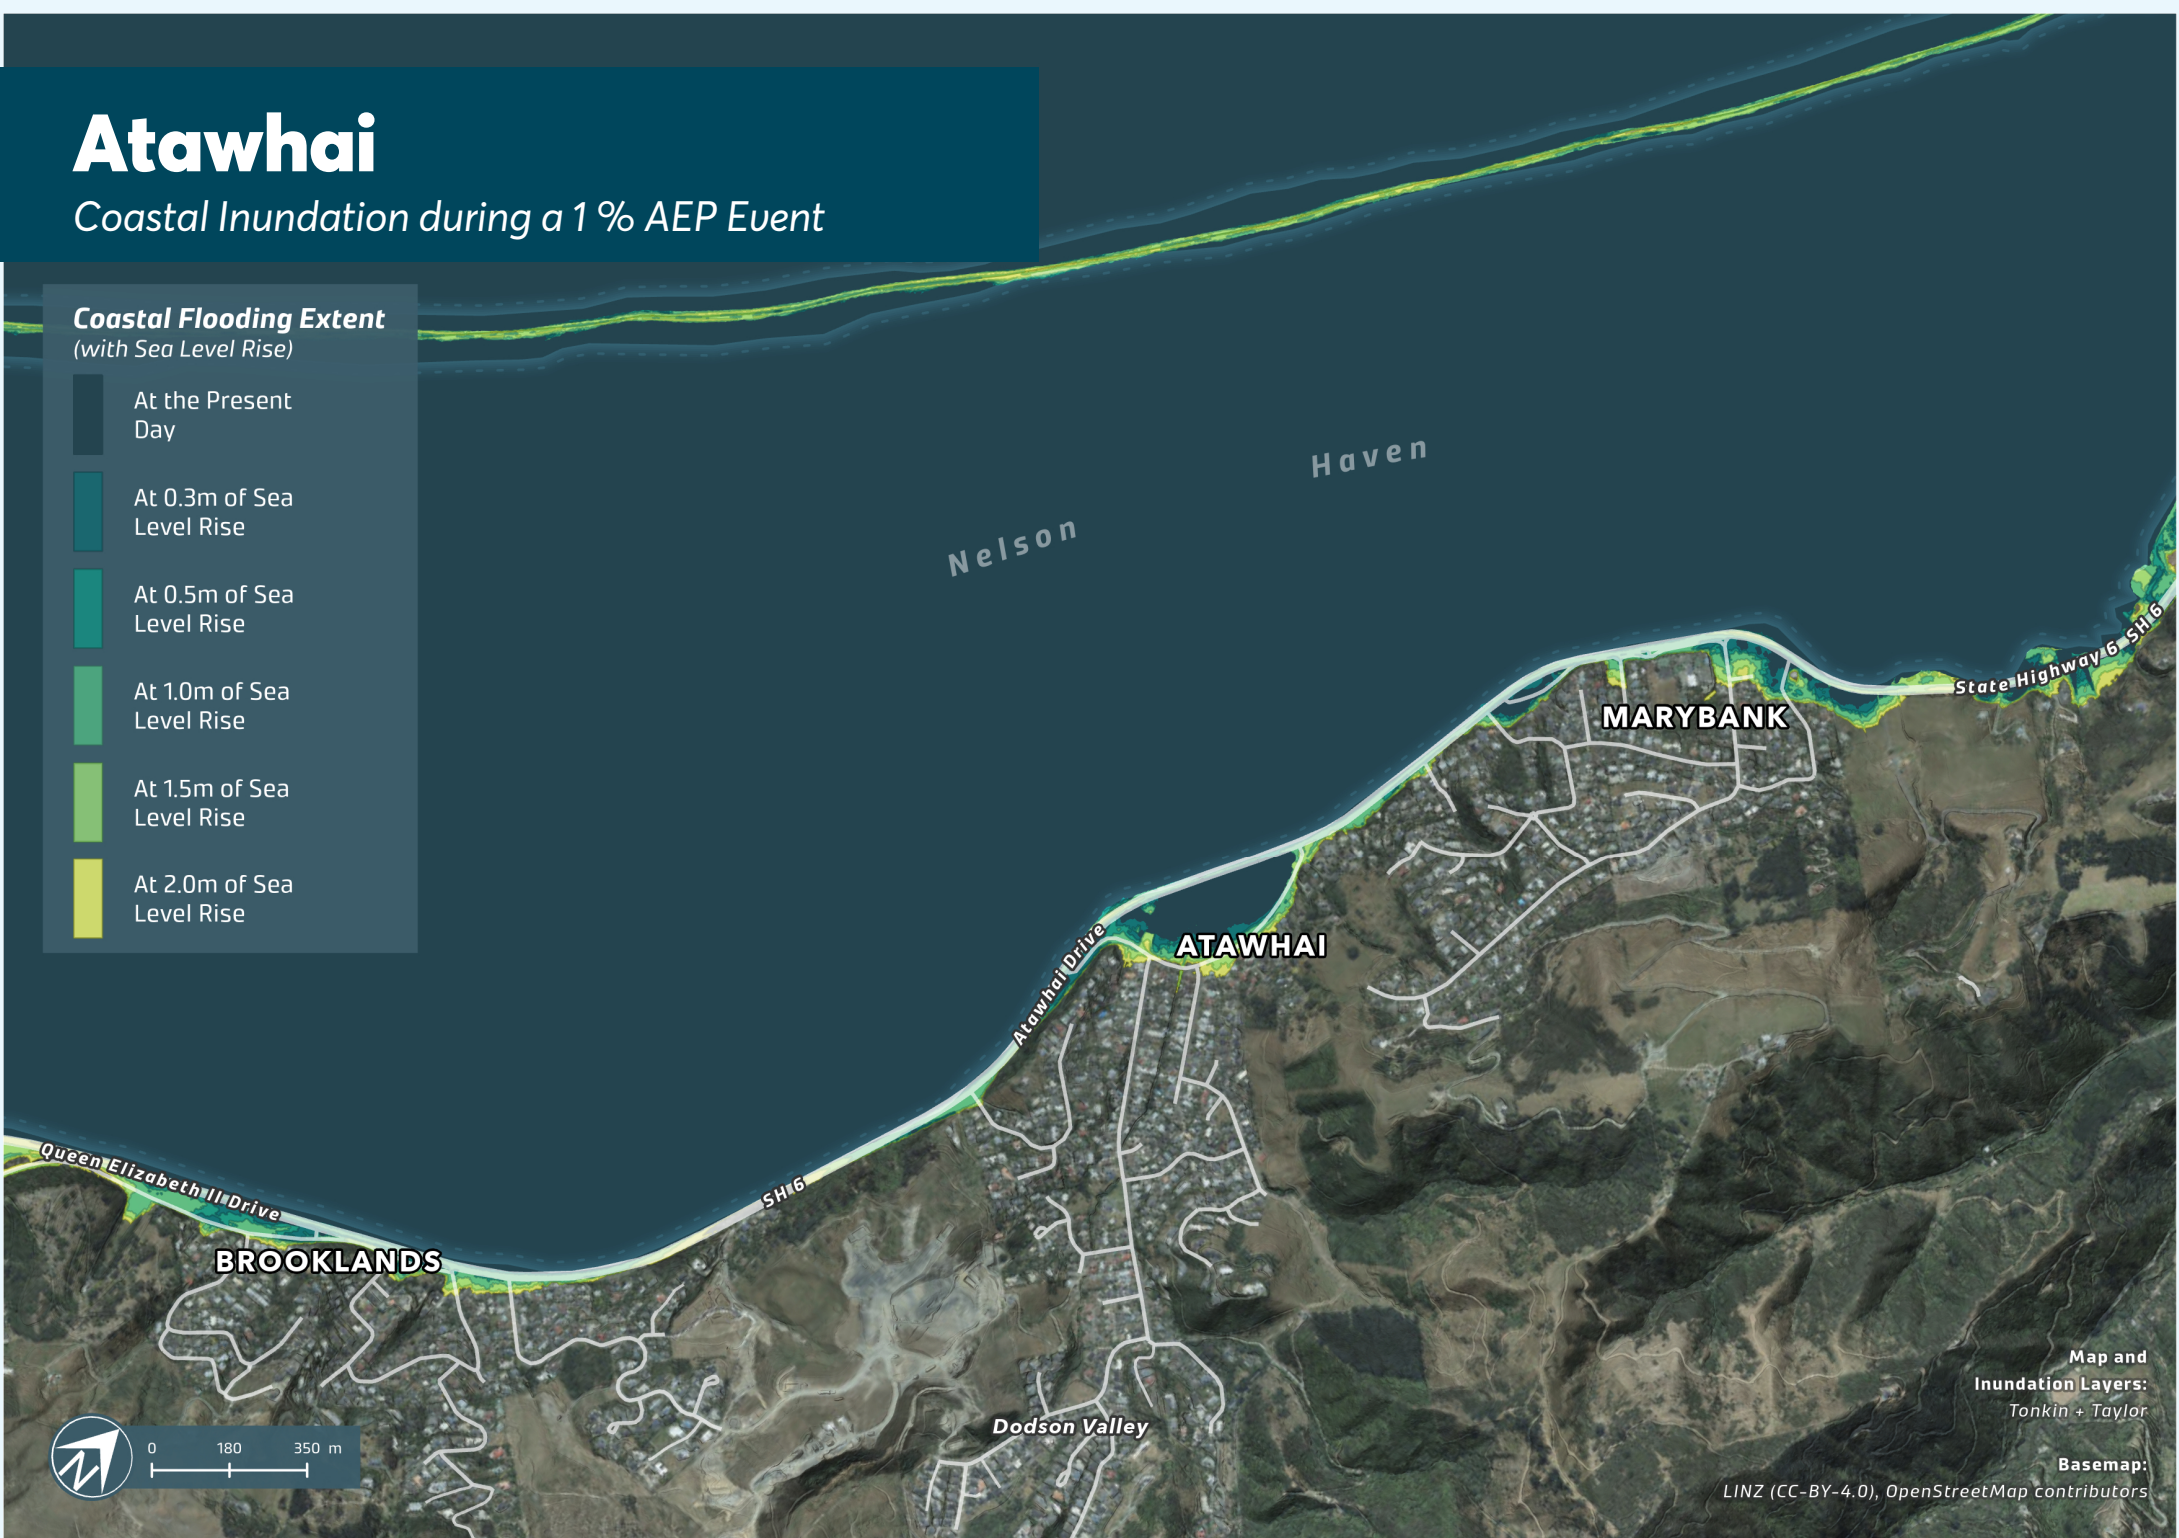 Atawhai
Coastal Inundation during a 1 % AEP Event
Coastal Flooding Extent
(with Sea Level Rise)
At the Present
Day
At 0.3m of Sea
Level Rise
At 0.5m of Sea
Level Rise
At 1.0m of Sea
Level Rise
At 1.5m of Sea
Level Rise
At 2.0m of Sea
Level Rise
Nelson
Haven
SH 6
State Highway 6
MARYBANK
ATAWHAI
Atawhai Drive
Queen Elizabeth II Drive
SH 6
BROOKLANDS
Dodson Valley
N
0 180 350 m
Map and
Inundation Layers:
Tonkin + Taylor
Basemap:
LINZ (CC-BY-4.0), OpenStreetMap contributors